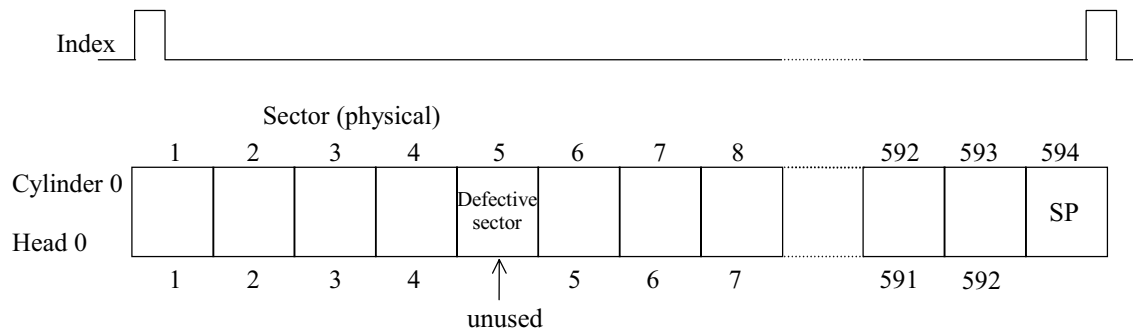 Index
Sector (physical)
1 2 3 4 5 6 7 8 592 593 594
Cylinder 0
Defective
sector
SP
Head 0
1 2 3 4 5 6 7 591 592
unused